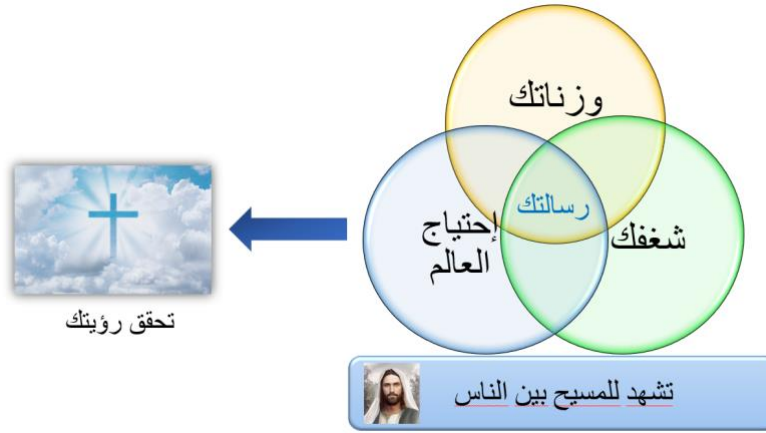 وزناتك
رسالتك
شغفك
إحتياج
العالم
تحقق رؤيتك
تشهد للمسيح بين الناس